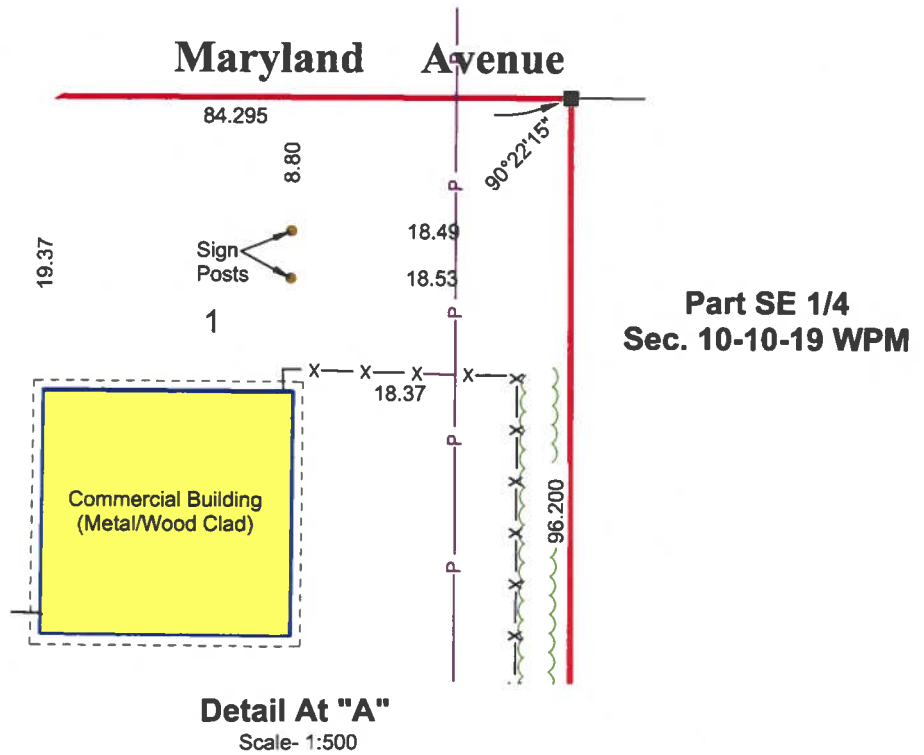 Maryland Avenue
P
84.295
90°22'15"
8.80
P
18.49
Sign
Posts
19.37
18.53
Part SE 1/4
Sec. 10-10-19 WPM
1
P
X X X X X
18.37
X
P
Commercial Building
(Metal/Wood Clad)
X
96.200
X
P
X
X
Detail At "A"
Scale- 1:500